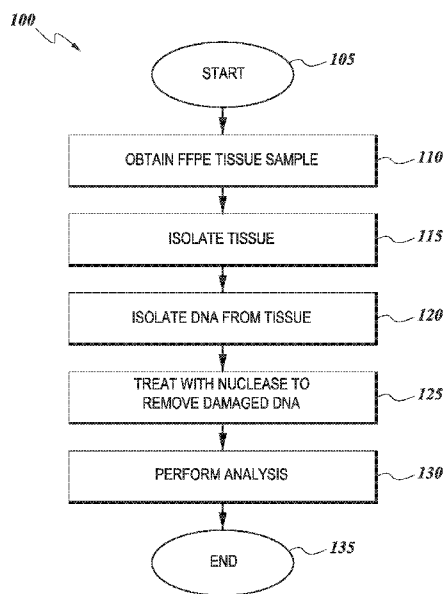 100
START
105
OBTAIN FFPE TISSUE SAMPLE
110
ISOLATE TISSUE
115
ISOLATE DNA FROM TISSUE
120
TREAT WITH NUCLEASE TO
REMOVE DAMAGED DNA
125
PERFORM ANALYSIS
130
END
135